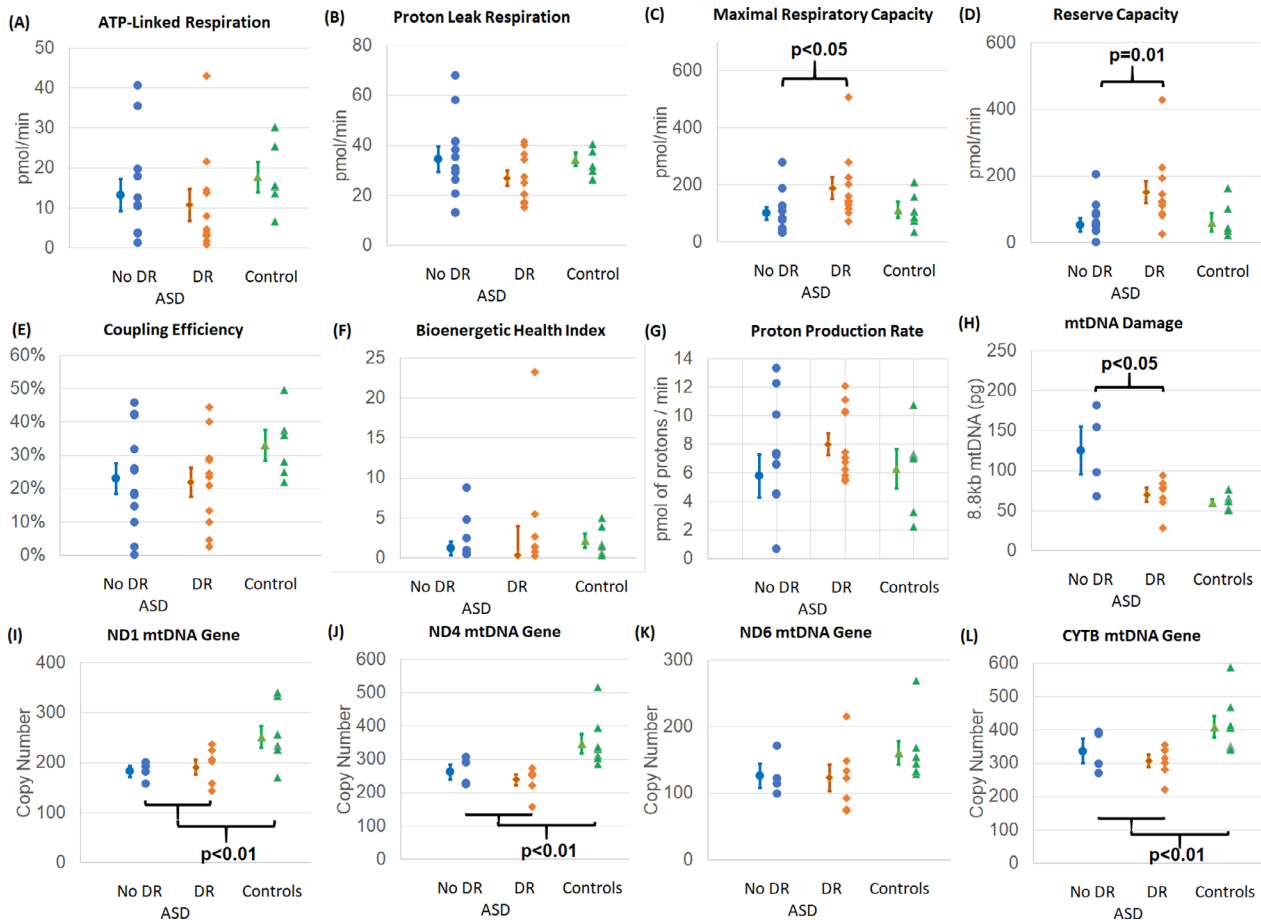 (A)
ATP-Linked Respiration
50
40
30
20
10
0
pmol/min
No DR
DR
Control
ASD
(B)
Proton Leak Respiration
100
80
60
40
20
0
pmol/min
No DR
DR
Control
ASD
(C)
Maximal Respiratory Capacity
p<0.05
600
400
200
0
pmol/min
No DR
DR
Control
ASD
(D)
Reserve Capacity
p=0.01
600
400
200
0
pmol/min
No DR
DR
Control
ASD
(E)
Coupling Efficiency
60%
50%
40%
30%
20%
10%
0%
No DR
DR
Control
ASD
(F)
Bioenergetic Health Index
25
20
15
10
5
0
No DR
DR
Control
ASD
(G)
Proton Production Rate
14
12
10
8
6
4
2
0
pmol of protons / min
No DR
DR
Controls
ASD
(H)
mtDNA Damage
p<0.05
250
200
150
100
50
0
8.8kb mtDNA (pg)
No DR
DR
Controls
ASD
(I)
ND1 mtDNA Gene
400
300
200
100
0
Copy Number
p<0.01
No DR
DR
Controls
ASD
(J)
ND4 mtDNA Gene
600
500
400
300
200
100
0
Copy Number
p<0.01
No DR
DR
Controls
ASD
(K)
ND6 mtDNA Gene
300
200
100
0
Copy Number
No DR
DR
Controls
ASD
(L)
CYTB mtDNA Gene
600
500
400
300
200
100
0
Copy Number
p<0.01
No DR
DR
Controls
ASD